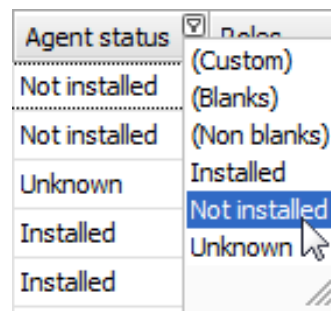 Agent status
Roles
Not installed
Not installed
Unknown
Installed
Installed
(Custom)
(Blanks)
(Non blanks)
Installed
Not installed
Unknown